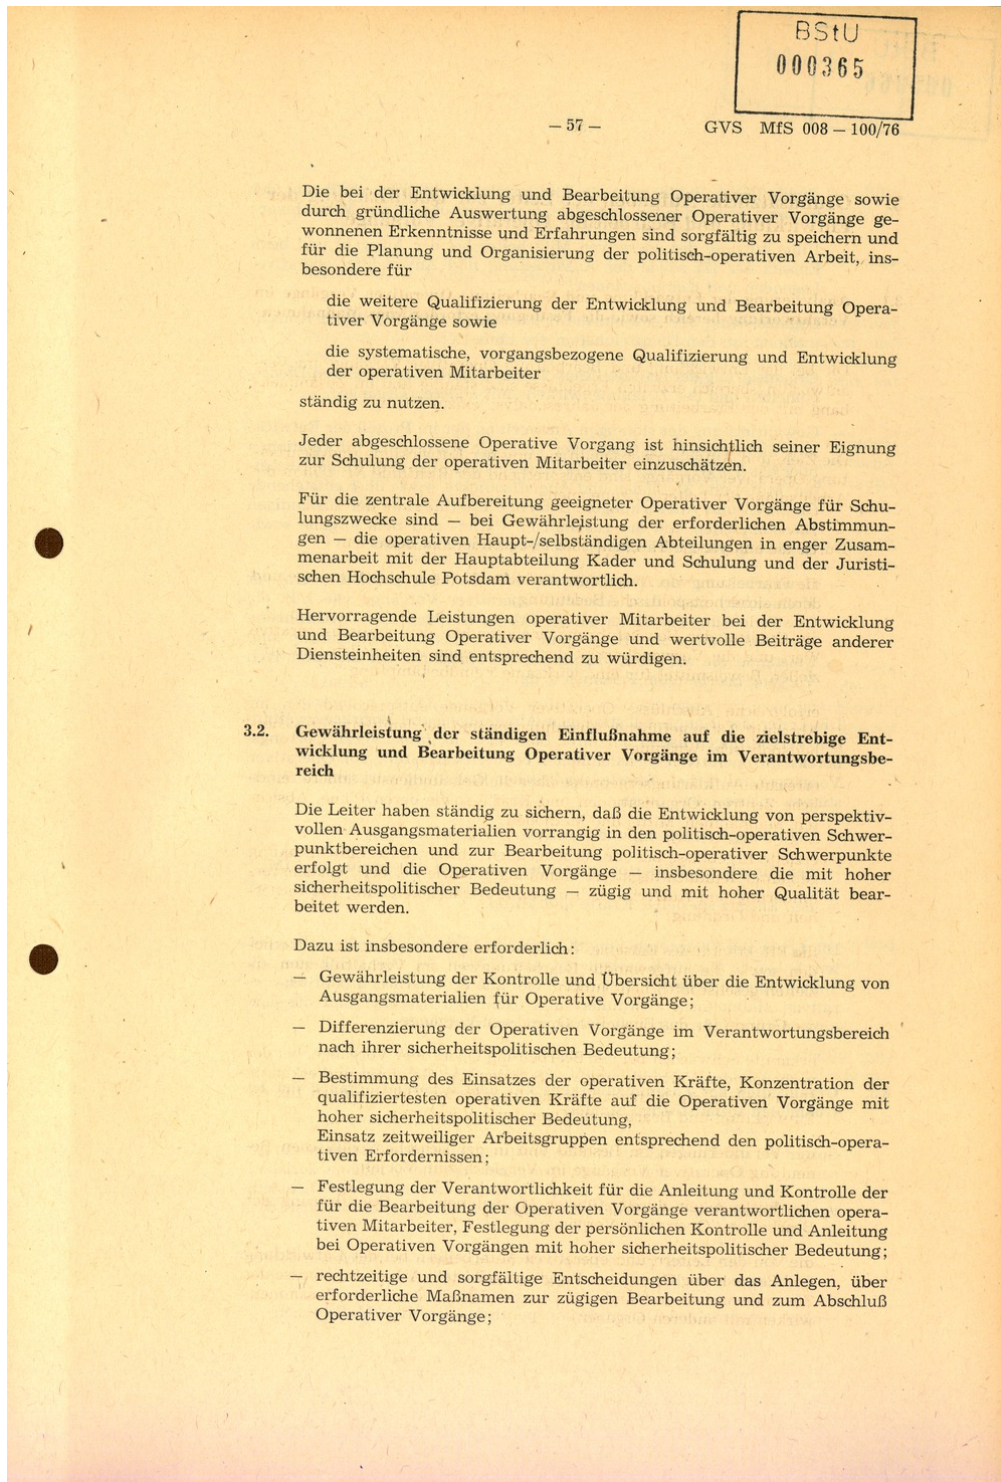 BStU
000365
— 57 —
GVS MfS 008 — 100/76
Die bei der Entwicklung und Bearbeitung Operativer Vorgänge sowie
durch gründliche Auswertung abgeschlossener Operativer Vorgänge ge-
wonnenen Erkenntnisse und Erfahrungen sind sorgfältig zu speichern und
für die Planung und Organisierung der politisch-operativen Arbeit, ins-
besondere für
die weitere Qualifizierung der Entwicklung und Bearbeitung Opera-
tiver Vorgänge sowie
die systematische, vorgangsbezogene Qualifizierung und Entwicklung
der operativen Mitarbeiter
ständig zu nutzen.
Jeder abgeschlossene Operative Vorgang ist hinsichtlich seiner Eignung
zur Schulung der operativen Mitarbeiter einzuschätzen.
Für die zentrale Aufbereitung geeigneter Operativer Vorgänge für Schu-
lungszwecke sind — bei Gewährleistung der erforderlichen Abstimmun-
gen — die operativen Haupt-/selbständigen Abteilungen in enger Zusam-
menarbeit mit der Hauptabteilung Kader und Schulung und der Juristi-
schen Hochschule Potsdam verantwortlich.
Hervorragende Leistungen operativer Mitarbeiter bei der Entwicklung
und Bearbeitung Operativer Vorgänge und wertvolle Beiträge anderer
Diensteinheiten sind entsprechend zu würdigen.
3.2. Gewährleistung der ständigen Einflußnahme auf die zielstrebige Ent-
wicklung und Bearbeitung Operativer Vorgänge im Verantwortungsbe-
reich
Die Leiter haben ständig zu sichern, daß die Entwicklung von perspektiv-
vollen Ausgangsmaterialien vorrangig in den politisch-operativen Schwer-
punktbereichen und zur Bearbeitung politisch-operativer Schwerpunkte
erfolgt und die Operativen Vorgänge — insbesondere die mit hoher
sicherheitspolitischer Bedeutung — zügig und mit hoher Qualität bear-
beitet werden.
Dazu ist insbesondere erforderlich:
— Gewährleistung der Kontrolle und Übersicht über die Entwicklung von
Ausgangsmaterialien für Operative Vorgänge;
— Differenzierung der Operativen Vorgänge im Verantwortungsbereich
nach ihrer sicherheitspolitischen Bedeutung;
— Bestimmung des Einsatzes der operativen Kräfte, Konzentration der
qualifiziertesten operativen Kräfte auf die Operativen Vorgänge mit
hoher sicherheitspolitischer Bedeutung,
Einsatz zeitweiliger Arbeitsgruppen entsprechend den politisch-opera-
tiven Erfordernissen;
— Festlegung der Verantwortlichkeit für die Anleitung und Kontrolle der
für die Bearbeitung der Operativen Vorgänge verantwortlichen opera-
tiven Mitarbeiter, Festlegung der persönlichen Kontrolle und Anleitung
bei Operativen Vorgängen mit hoher sicherheitspolitischer Bedeutung;
— rechtzeitige und sorgfältige Entscheidungen über das Anlegen, über
erforderliche Maßnamen zur zügigen Bearbeitung und zum Abschluß
Operativer Vorgänge;